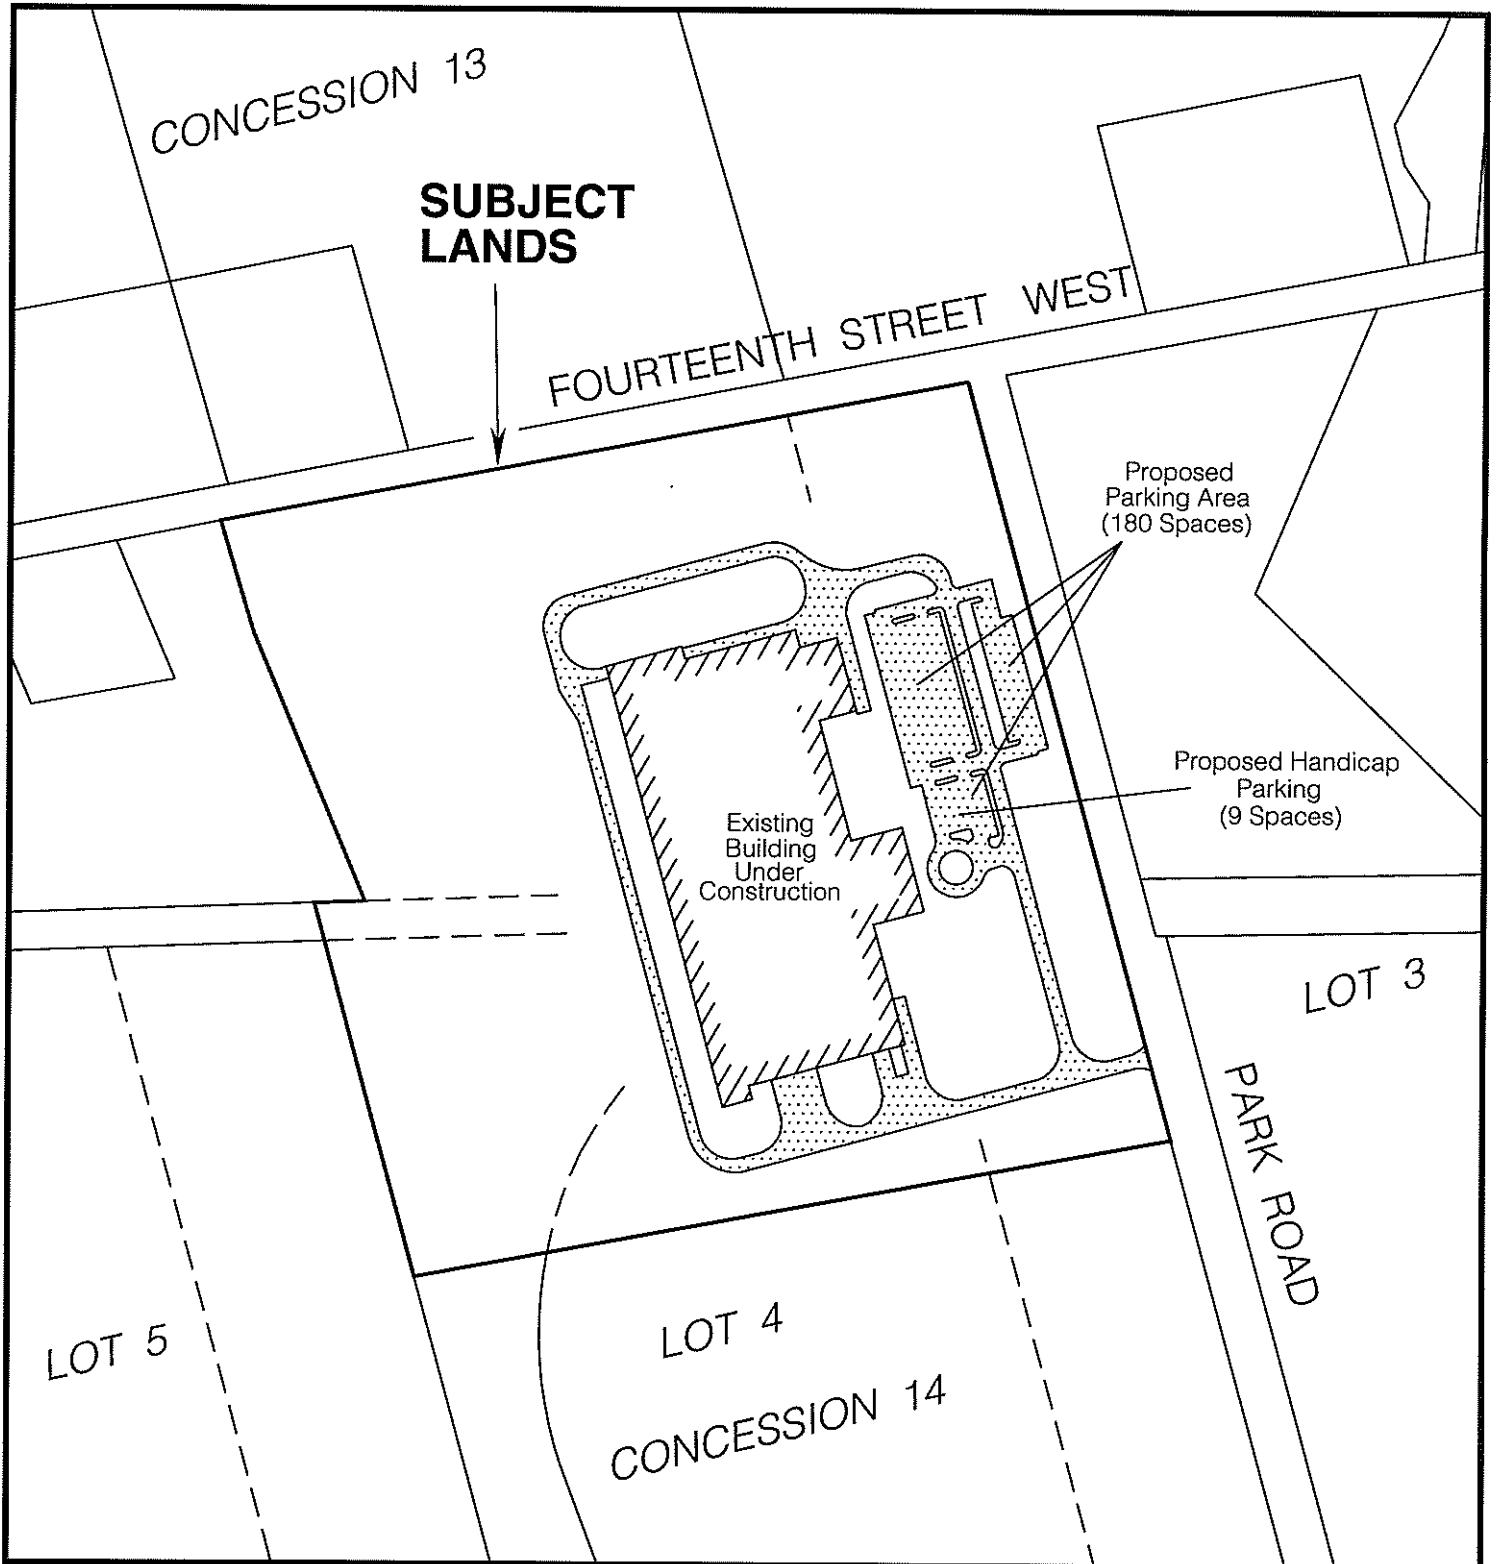 CONCESSION 13
SUBJECT
LANDS
FOURTEENTH STREET WEST
Proposed
Parking Area
(180 Spaces)
Proposed Handicap
Parking
(9 Spaces)
Existing
Building
Under
Construction
LOT 3
PARK ROAD
LOT 4
LOT 5
CONCESSION 14